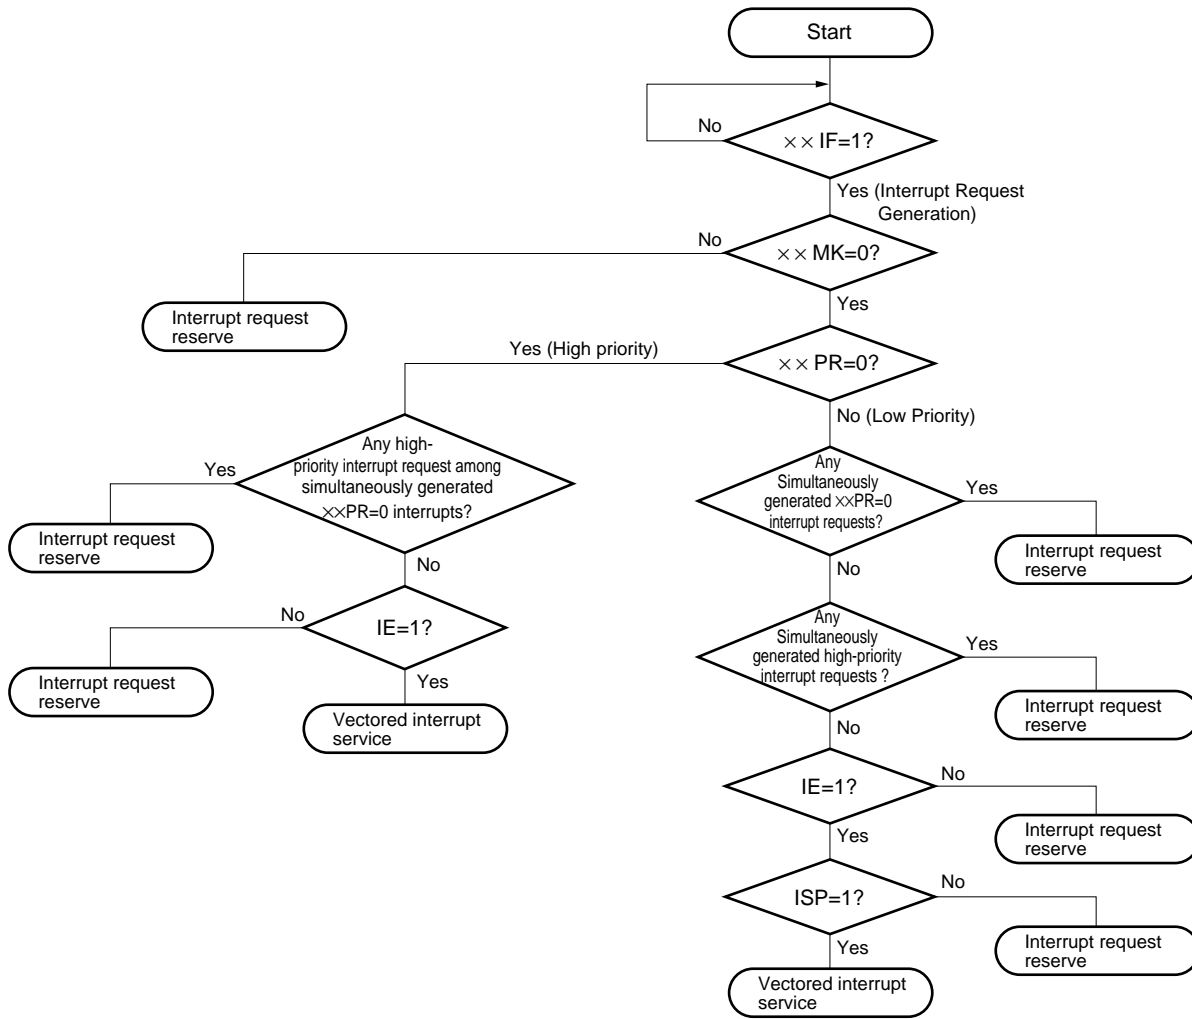 Start
No
×× IF=1?
Yes (Interrupt Request
Generation)
No
×× MK=0?
Interrupt request
reserve
Yes
Yes (High priority)
×× PR=0?
No (Low Priority)
Any high-
priority interrupt request among
simultaneously generated
××PR=0 interrupts?
Yes
Any
Simultaneously
generated ××PR=0
interrupt requests?
Yes
Interrupt request
reserve
Interrupt request
reserve
No
No
No
IE=1?
Any
Simultaneously
generated high-priority
interrupt requests ?
Yes
Interrupt request
reserve
Yes
Interrupt request
reserve
Vectored interrupt
service
No
IE=1?
No
Interrupt request
reserve
Yes
ISP=1?
No
Interrupt request
reserve
Yes
Vectored interrupt
service